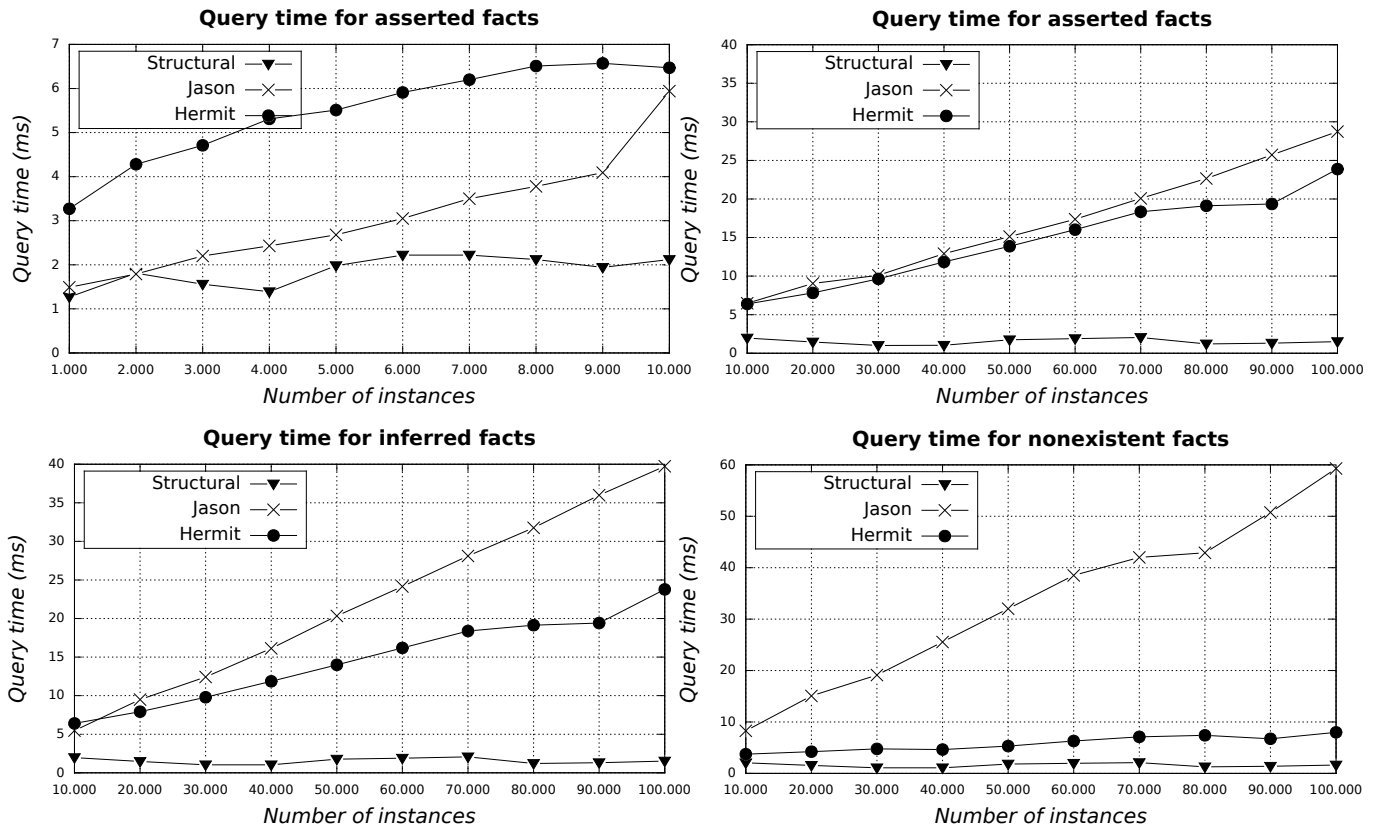 Query time for asserted facts
Query time (ms)
7
6
5
4
3
2
1
0
Structural
Jason
Hermit
1.000 2.000 3.000 4.000 5.000 6.000 7.000 8.000 9.000 10.000
Number of instances
Query time for asserted facts
Query time (ms)
40
35
30
25
20
15
10
5
0
Structural
Jason
Hermit
10.000 20.000 30.000 40.000 50.000 60.000 70.000 80.000 90.000 100.000
Number of instances
Query time for inferred facts
Query time (ms)
40
35
30
25
20
15
10
5
0
Structural
Jason
Hermit
10.000 20.000 30.000 40.000 50.000 60.000 70.000 80.000 90.000 100.000
Number of instances
Query time for nonexistent facts
Query time (ms)
60
50
40
30
20
10
0
Structural
Jason
Hermit
10.000 20.000 30.000 40.000 50.000 60.000 70.000 80.000 90.000 100.000
Number of instances